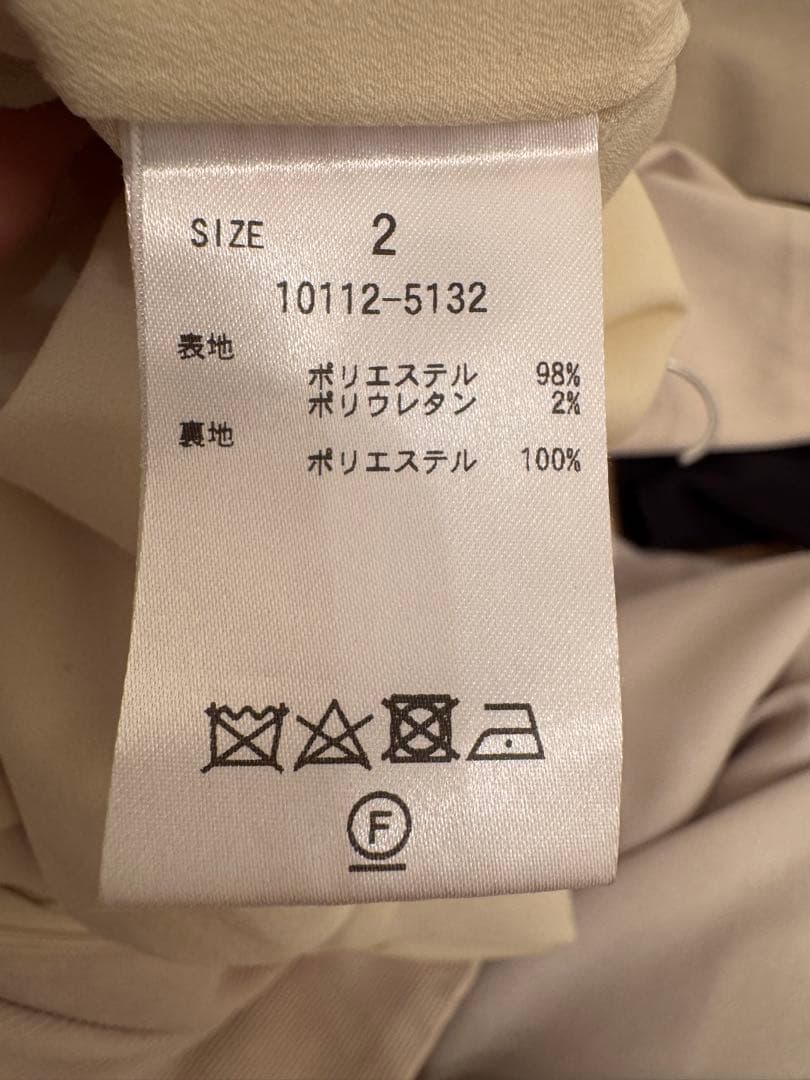 SIZE 2
10112-5132
表地
ポリエステル 98%
ポリウレタン 2%
裏地
ポリエステル 100%
F